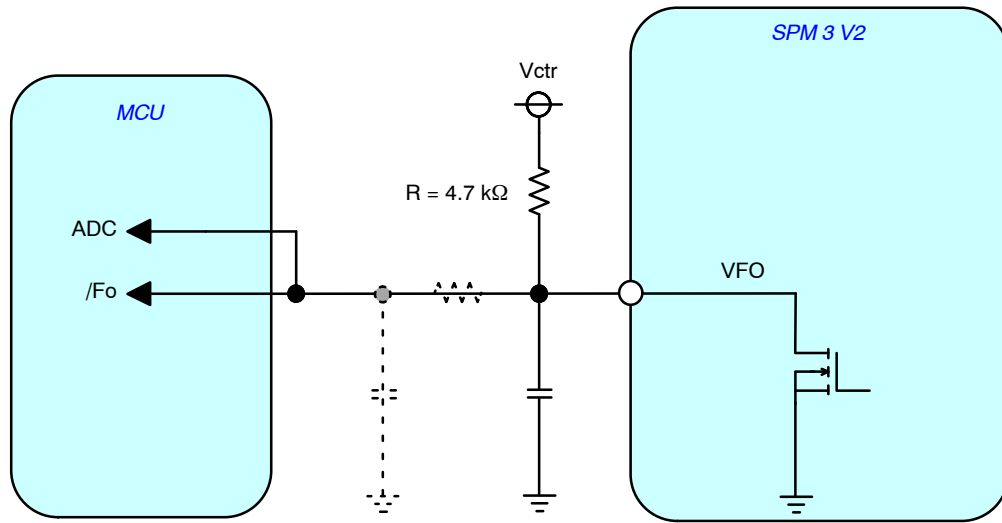 SPM 3 V2
Vctr
MCU
R = 4.7 kΩ
ADC
VFO
/Fo